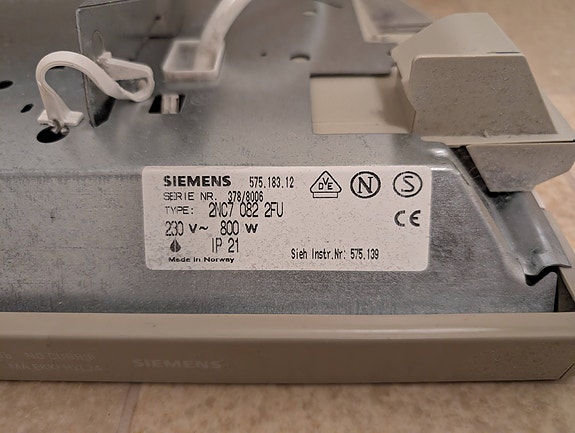 SIEMENS 575.183.12
SERIE NR. 378/8006
TYPE: 2NC7 082 2FU
230 V~ 800 W
IP 21
Made in Norway
Sieh Instr.Nr: 575.139
VDE N S
CE
SIEMENS